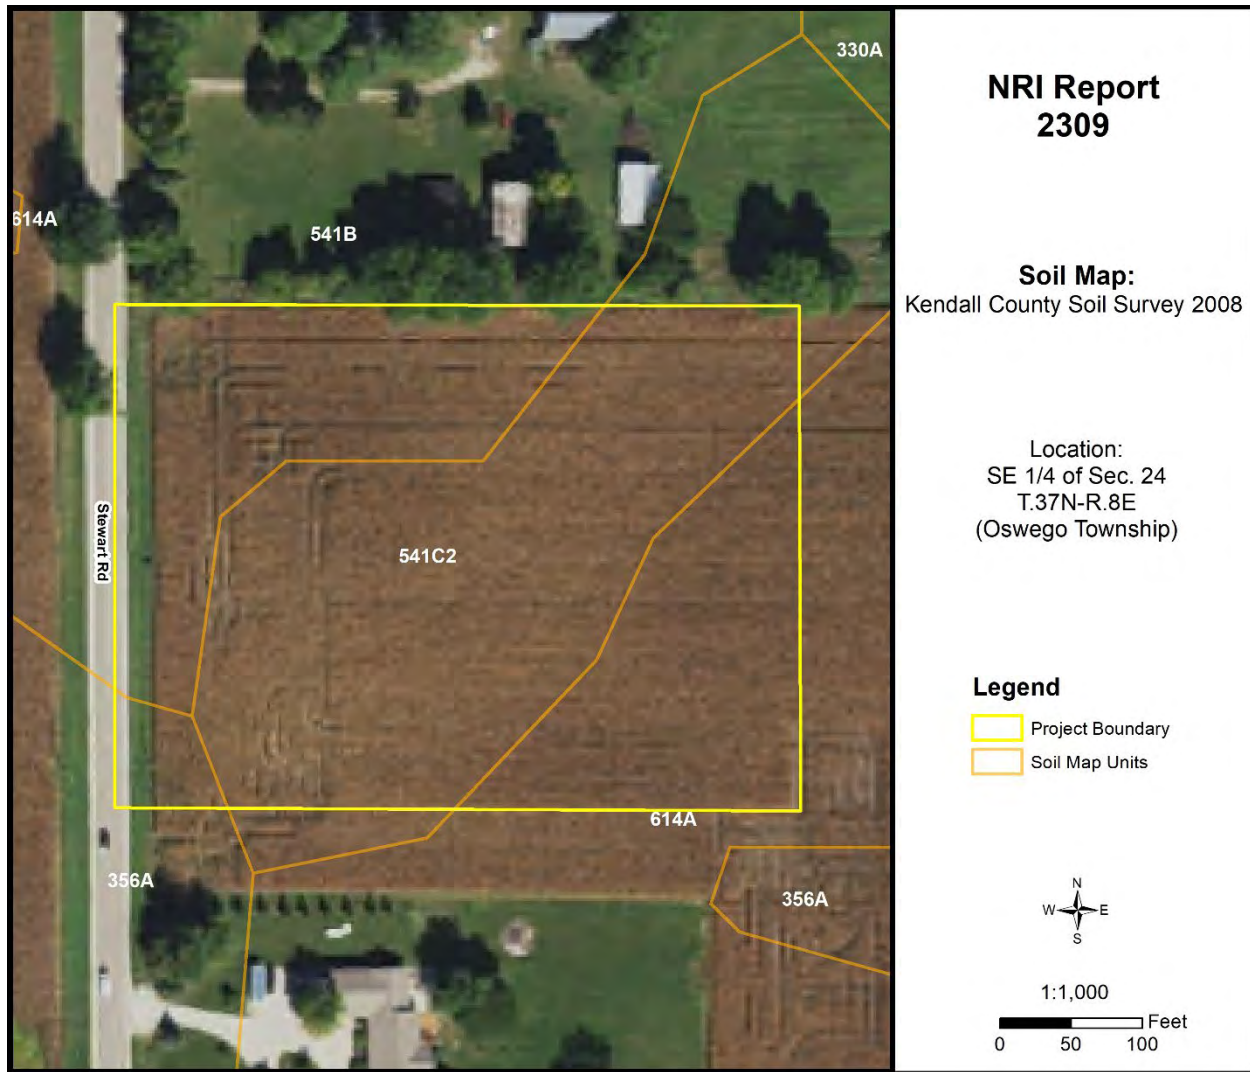 330A
614A
541B
Stewart Rd
541C2
614A
356A
356A
NRI Report
2309
Soil Map:
Kendall County Soil Survey 2008
Location:
SE 1/4 of Sec. 24
T.37N-R.8E
(Oswego Township)
Legend
Project Boundary
Soil Map Units
N
W E
S
1:1,000
Feet
0 50 100